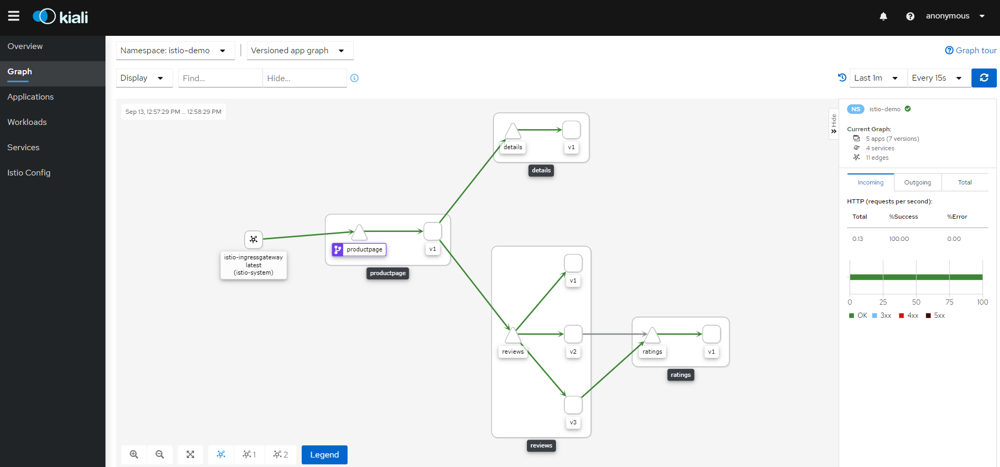 kiali
anonymous
Overview
Graph
Applications
Workloads
Services
Istio Config
Namespace: istio-demo
Versioned app graph
Graph tour
Display
Find...
Hide...
Last 1m
Every 15s
Sep 13, 12:57:29 PM ... 12:58:29 PM
details
v1
details
productpage
v1
productpage
istio-ingressgateway
latest
(istio-system)
v1
reviews
v2
v3
reviews
ratings
v1
ratings
1
2
Legend
Hide
NS istio-demo
Current Graph:
5 apps (7 versions)
4 services
11 edges
Incoming
Outgoing
Total
HTTP (requests per second):
Total %Success %Error
0.13 100.00 0.00
0 25 50 75 100
OK 3xx 4xx 5xx